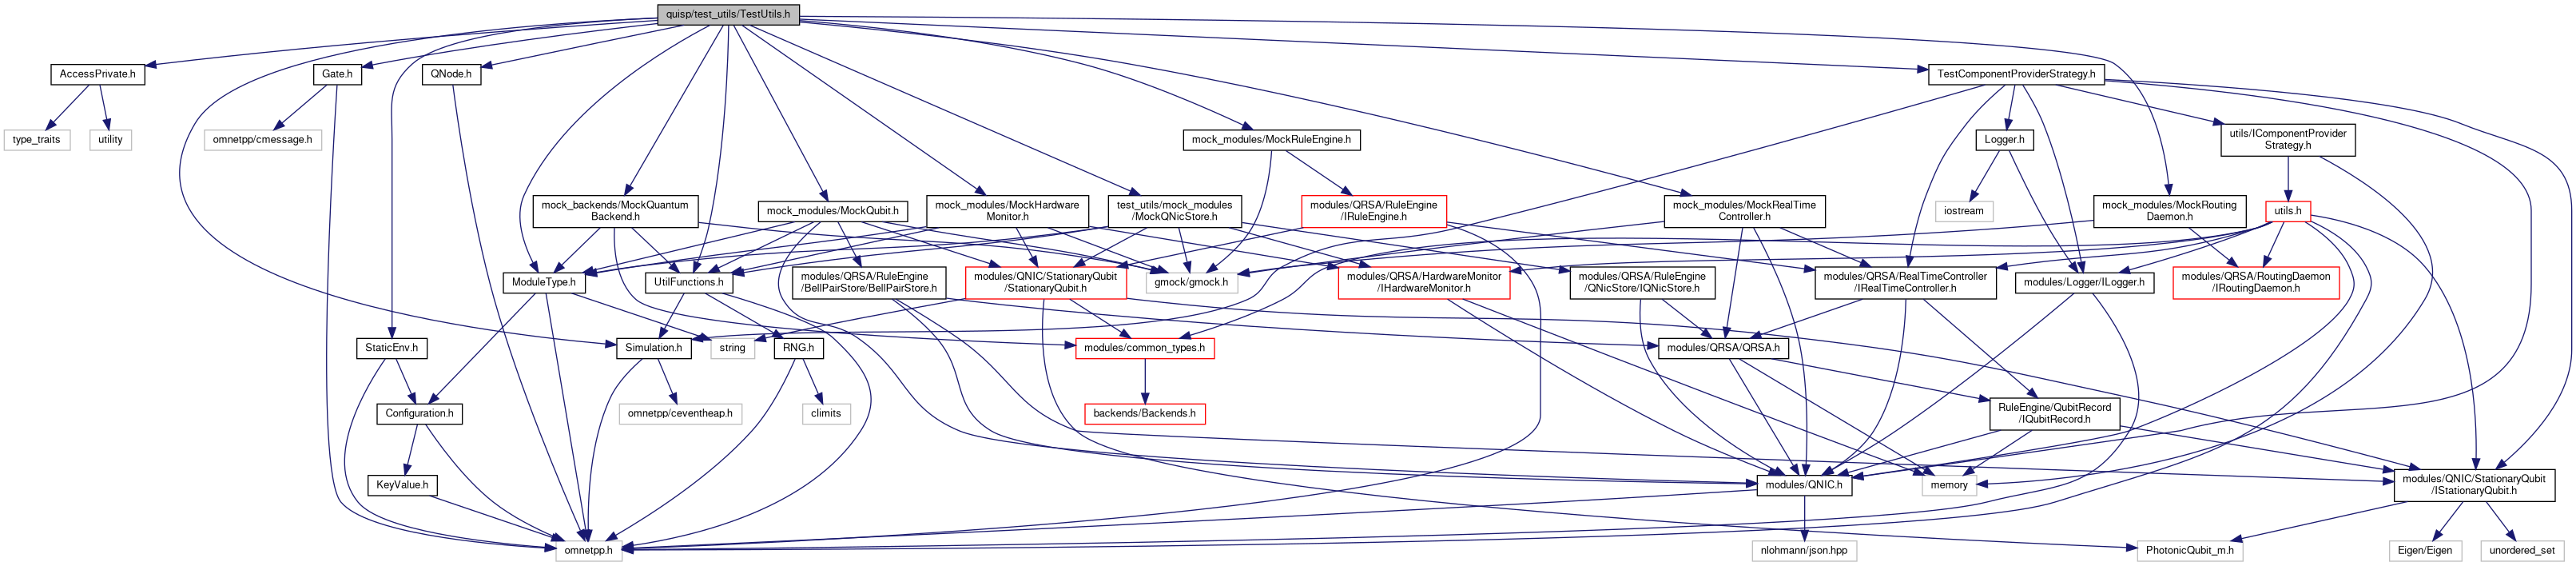 quisp/test_utils/TestUtils.h
AccessPrivate.h
Gate.h
QNode.h
TestComponentProviderStrategy.h
type_traits
utility
omnetpp/cmessage.h
mock_modules/MockRuleEngine.h
Logger.h
utils/IComponentProvider
Strategy.h
mock_backends/MockQuantum
Backend.h
mock_modules/MockQubit.h
mock_modules/MockHardware
Monitor.h
test_utils/mock_modules
/MockQNicStore.h
modules/QRSA/RuleEngine
/IRuleEngine.h
mock_modules/MockRealTime
Controller.h
iostream
mock_modules/MockRouting
Daemon.h
utils.h
ModuleType.h
UtilFunctions.h
modules/QRSA/RuleEngine
/BellPairStore/BellPairStore.h
modules/QNIC/StationaryQubit
/StationaryQubit.h
gmock/gmock.h
modules/QRSA/HardwareMonitor
/IHardwareMonitor.h
modules/QRSA/RuleEngine
/QNicStore/IQNicStore.h
modules/QRSA/RealTimeController
/IRealTimeController.h
modules/Logger/ILogger.h
modules/QRSA/RoutingDaemon
/IRoutingDaemon.h
StaticEnv.h
Simulation.h
string
RNG.h
modules/common_types.h
modules/QRSA/QRSA.h
Configuration.h
omnetpp/ceventheap.h
climits
backends/Backends.h
RuleEngine/QubitRecord
/IQubitRecord.h
KeyValue.h
modules/QNIC.h
memory
modules/QNIC/StationaryQubit
/IStationaryQubit.h
omnetpp.h
nlohmann/json.hpp
PhotonicQubit_m.h
Eigen/Eigen
unordered_set